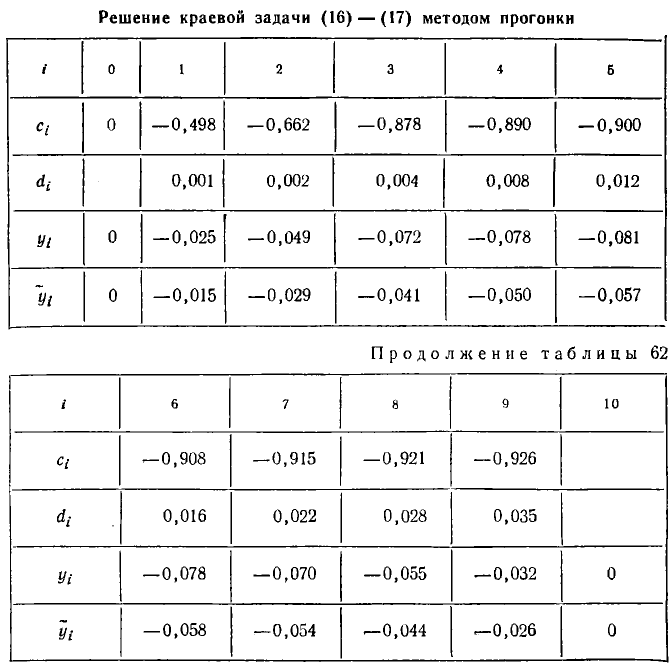 Решение краевой задачи (16) — (17) методом прогонки
i 0 1 2 3 4 5
c_i 0 —0,498 —0,662 —0,878 —0,890 —0,900
d_i 0,001 0,002 0,004 0,008 0,012
y_i 0 —0,025 —0,049 —0,072 —0,078 —0,081
ỹ_i 0 —0,015 —0,029 —0,041 —0,050 —0,057
Продолжение таблицы 62
i 6 7 8 9 10
c_i —0,908 —0,915 —0,921 —0,926
d_i 0,016 0,022 0,028 0,035
y_i —0,078 —0,070 —0,055 —0,032 0
ỹ_i —0,058 —0,054 —0,044 —0,026 0